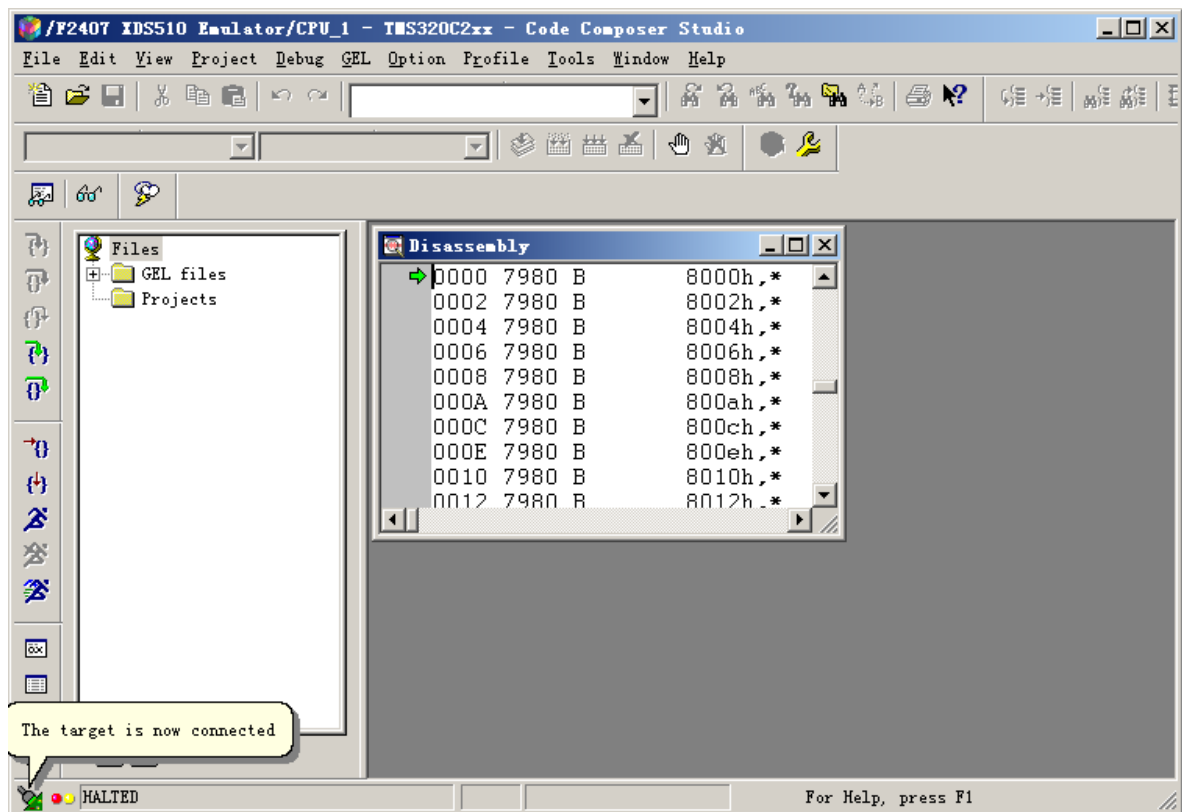 /F2407 XDS510 Emulator/CPU_1 - TMS320C2xx - Code Composer Studio
File Edit View Project Debug GEL Option Profile Tools Window Help
Files
GEL files
Projects
Disassembly
0000 7980 B 8000h,*
0002 7980 B 8002h,*
0004 7980 B 8004h,*
0006 7980 B 8006h,*
0008 7980 B 8008h,*
000A 7980 B 800ah,*
000C 7980 B 800ch,*
000E 7980 B 800eh,*
0010 7980 B 8010h,*
0012 7980 B 8012h,*
The target is now connected
HALTED
For Help, press F1